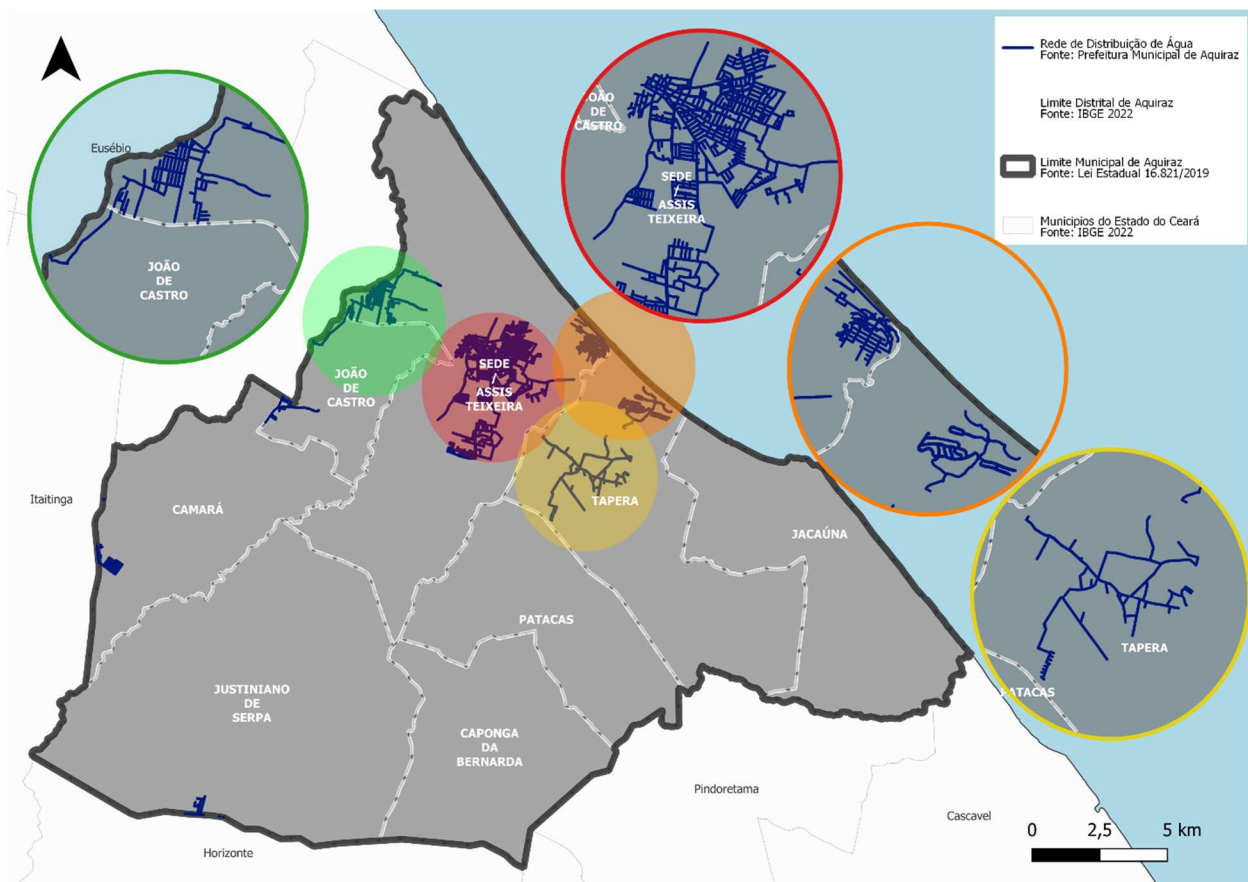 Rede de Distribuição de Água
Fonte: Prefeitura Municipal de Aquiraz
Limite Distrital de Aquiraz
Fonte: IBGE 2022
Limite Municipal de Aquiraz
Fonte: Lei Estadual 16.821/2019
Municipios do Estado do Ceará
Fonte: IBGE 2022
Eusébio
JOÃO
DE
CASTRO
JOÃO
DE
CASTRO
SEDE
/
ASSIS
TEIXEIRA
JOÃO
DE
CASTRO
SEDE
/
ASSIS
TEIXEIRA
Itaitinga
CAMARÁ
TAPERA
JACAÚNA
PATACAS
TAPERA
PATACAS
JUSTINIANO
DE
SERPA
CAPONGA
DA
BERNARDA
Pindoretama
Cascavel
Horizonte
0 2,5 5 km